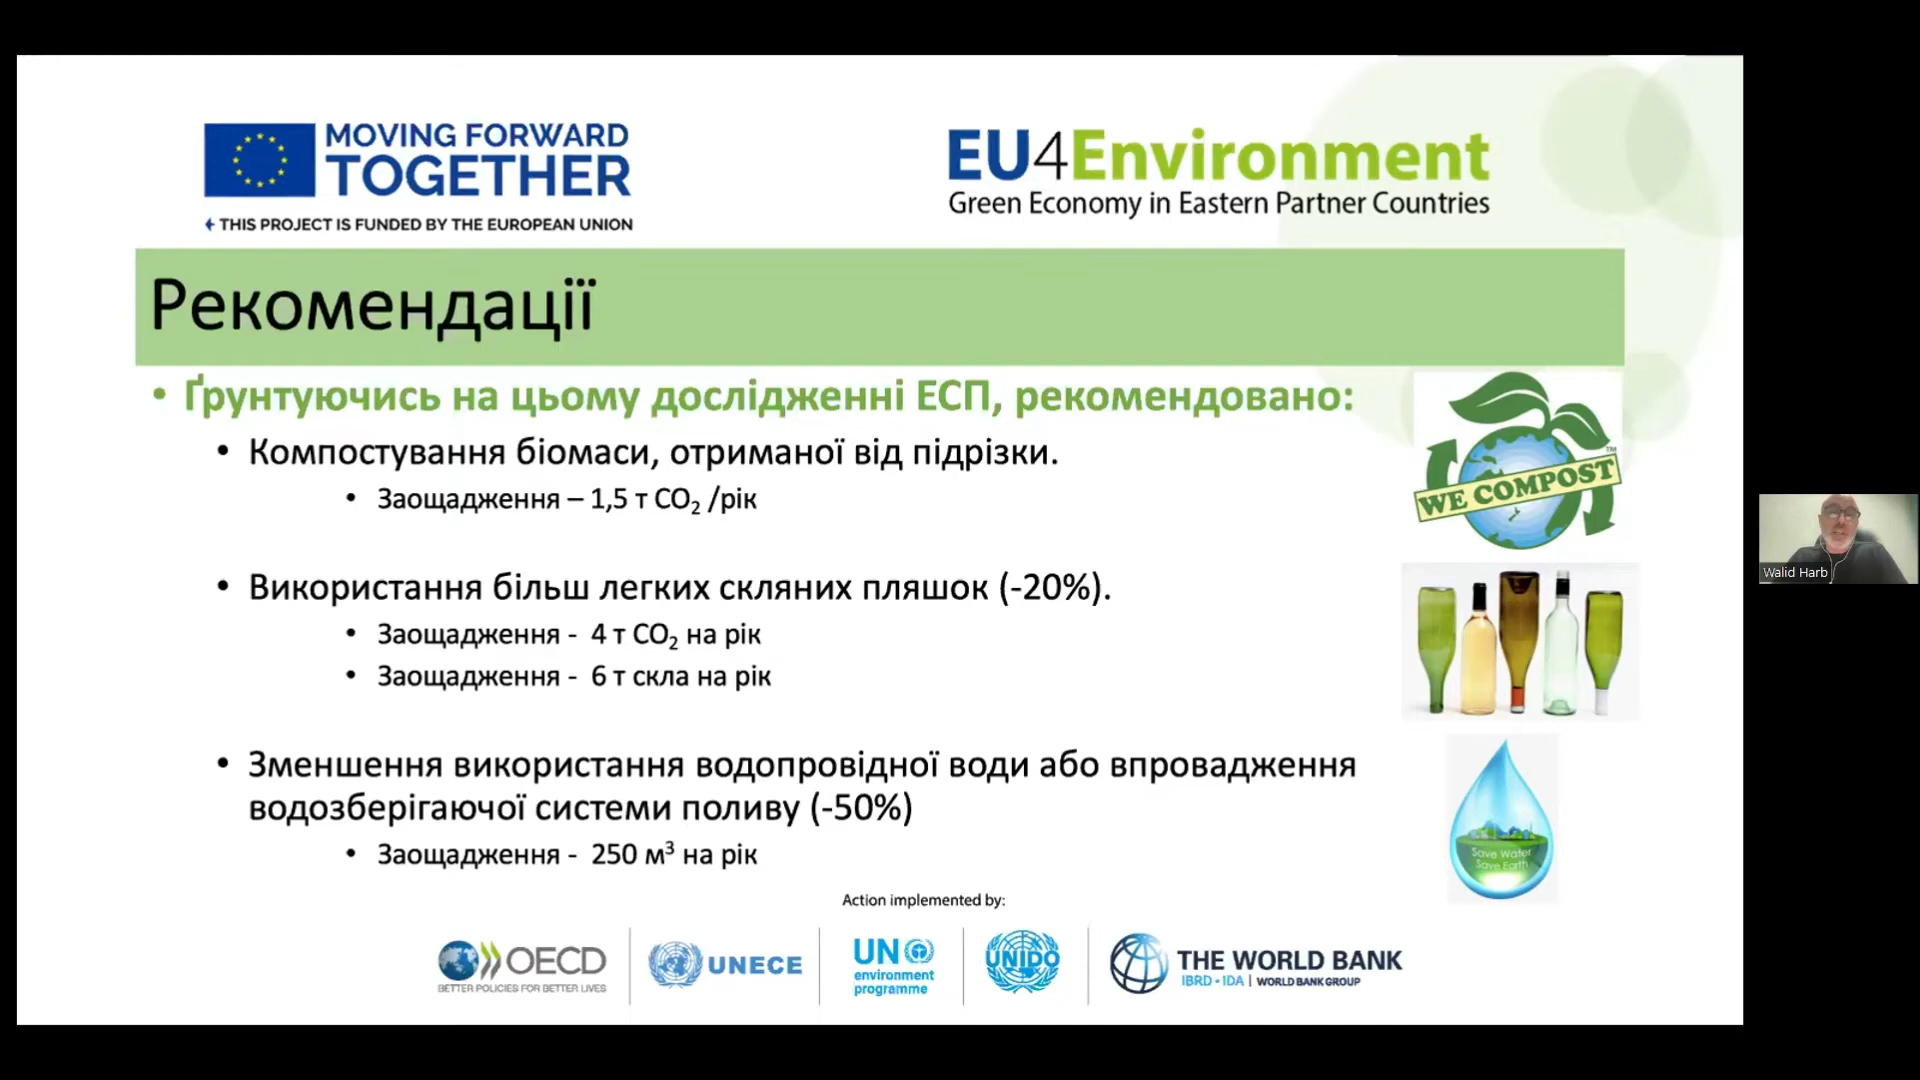 MOVING FORWARD
TOGETHER
THIS PROJECT IS FUNDED BY THE EUROPEAN UNION
EU4Environment
Green Economy in Eastern Partner Countries
Рекомендації
• Ґрунтуючись на цьому дослідженні ЕСП, рекомендовано:
• Компостування біомаси, отриманої від підрізки.
• Заощадження – 1,5 т CO₂ /рік
WE COMPOST™
• Використання більш легких скляних пляшок (-20%).
• Заощадження - 4 т CO₂ на рік
• Заощадження - 6 т скла на рік
• Зменшення використання водопровідної води або впровадження
водозберігаючої системи поливу (-50%)
• Заощадження - 250 м³ на рік
Save Water
Save Earth
Walid Harb
Action implemented by:
OECD
BETTER POLICIES FOR BETTER LIVES
UNECE
UN
environment
programme
UNIDO
THE WORLD BANK
IBRD • IDA | WORLD BANK GROUP